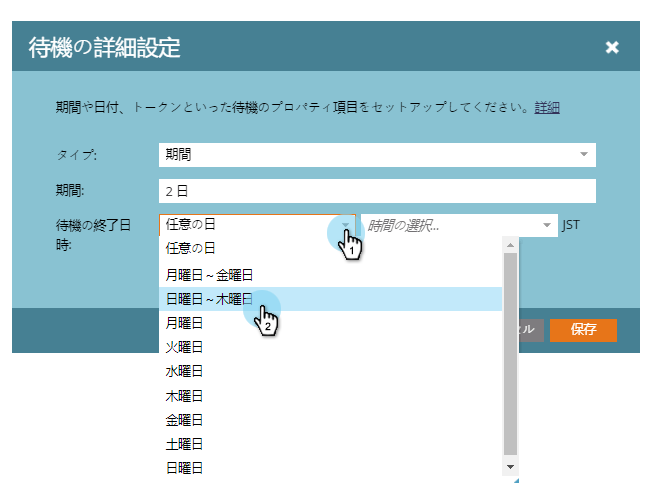 待機の詳細設定
期間や日付、トークンといった待機のプロパティ項目をセットアップしてください。詳細
タイプ: 期間
期間: 2 日
待機の終了日時: 任意の日 時間の選択... JST
任意の日
月曜日~金曜日
日曜日~木曜日
月曜日
火曜日
水曜日
木曜日
金曜日
土曜日
日曜日
ル 保存
1
2